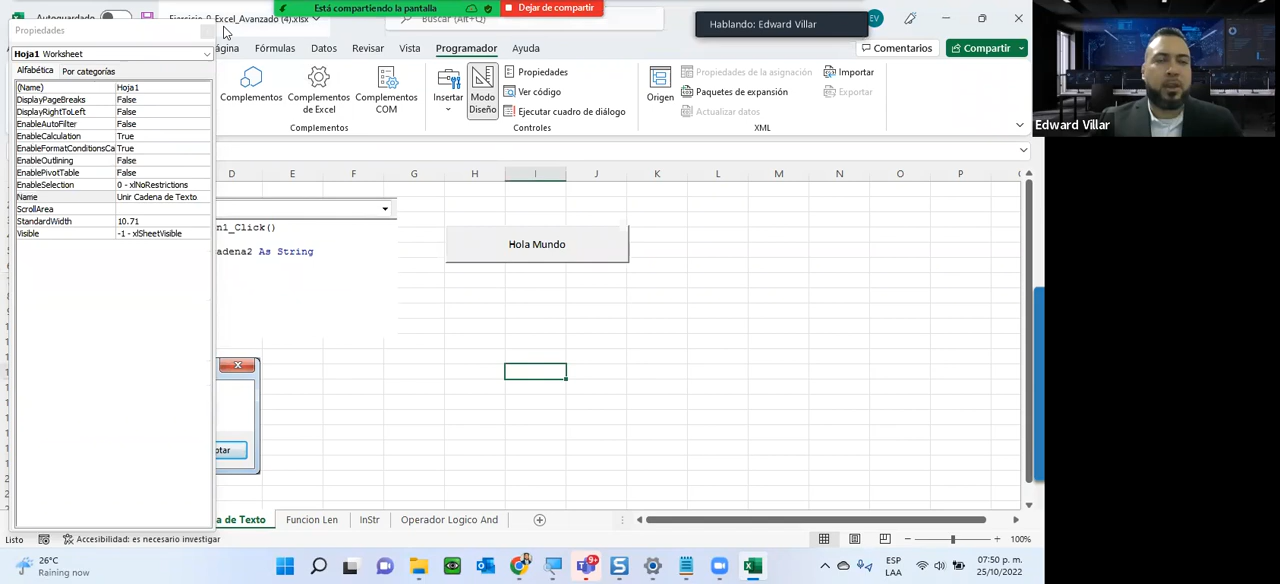 Está compartiendo la pantalla
Dejar de compartir
Hablando: Edward Villar
EV
Autoguardado
Ejercicio_0_Excel_Avanzado (4).xlsx
Buscar (Alt+Q)
Propiedades
Fórmulas
Datos
Revisar
Vista
Programador
Ayuda
Comentarios
Compartir
Hoja1 Worksheet
Alfabética
Por categorías
(Name) Hoja1
DisplayPageBreaks False
DisplayRightToLeft False
EnableAutoFilter False
EnableCalculation True
EnableFormatConditionsCa True
EnableOutlining False
EnablePivotTable False
EnableSelection 0 - xlNoRestrictions
Name Unir Cadena de Texto
ScrollArea
StandardWidth 10.71
Visible -1 - xlSheetVisible
Complementos
Complementos
de Excel
Complementos
COM
Complementos
Insertar
Modo
Diseño
Propiedades
Ver código
Ejecutar cuadro de diálogo
Controles
Origen
Propiedades de la asignación
Paquetes de expansión
Actualizar datos
Importar
Exportar
XML
Edward Villar
D E F G H I J K L M N O P
n1_Click()
adena2 As String
Hola Mundo
otar
a de Texto
Funcion Len
InStr
Operador Logico And
Listo
Accesibilidad: es necesario investigar
100%
26°C
Raining now
9+
ESP
LAA
07:50 p. m.
25/10/2022